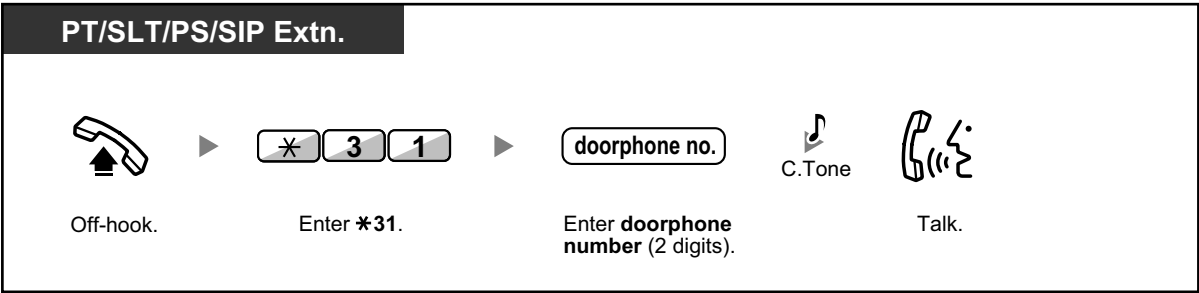 PT/SLT/PS/SIP Extn.
✳ 3 1
doorphone no.
C.Tone
Off-hook.
Enter ✳31.
Enter doorphone
number (2 digits).
Talk.